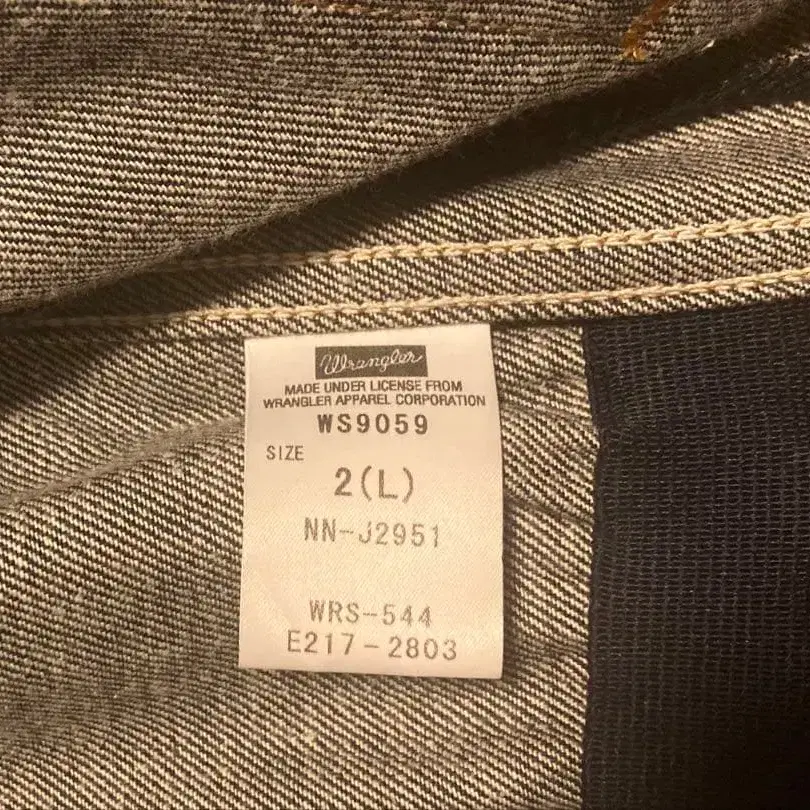 Wrangler
MADE UNDER LICENSE FROM
WRANGLER APPAREL CORPORATION
WS9059
SIZE
2(L)
NN-J2951
WRS-544
E217-2803